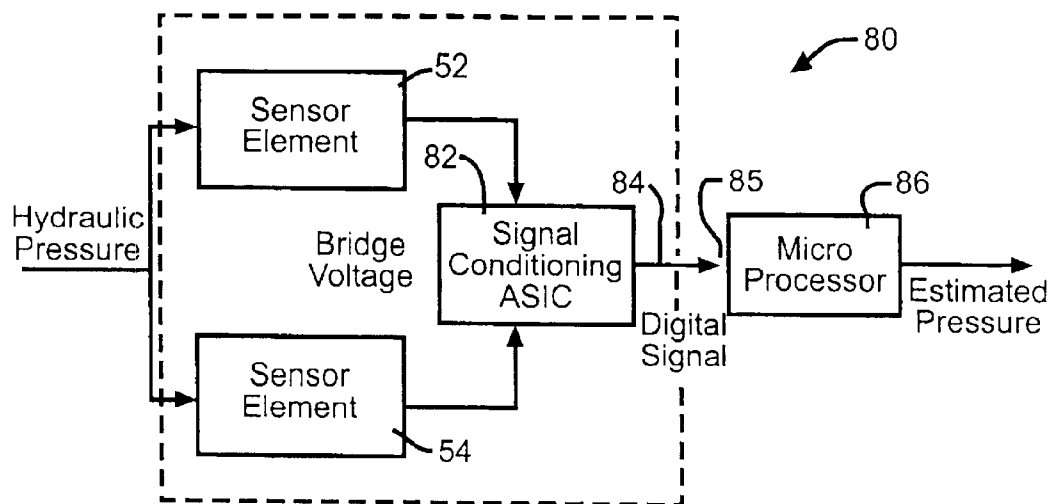 80
52
Sensor
Element
82
84
85
86
Hydraulic
Pressure
Bridge
Voltage
Signal
Conditioning
ASIC
Micro
Processor
Digital
Signal
Estimated
Pressure
Sensor
Element
54